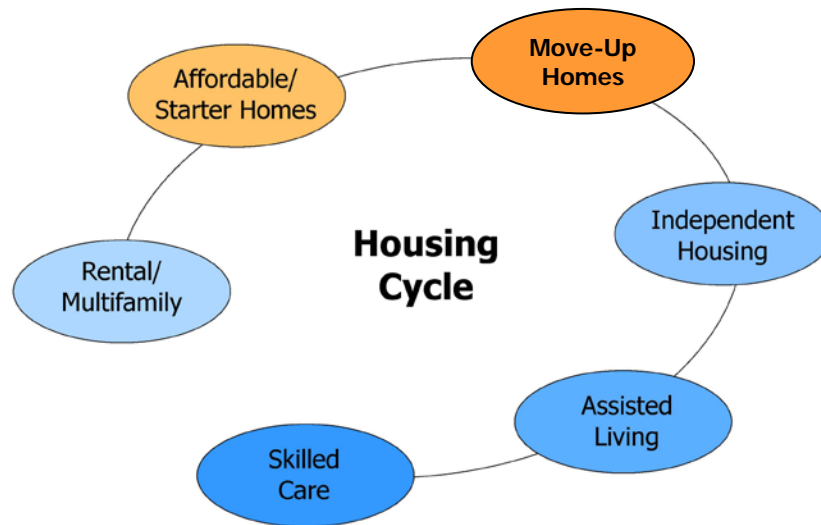 Move-Up
Homes
Affordable/
Starter Homes
Independent
Housing
Housing
Cycle
Rental/
Multifamily
Assisted
Living
Skilled
Care